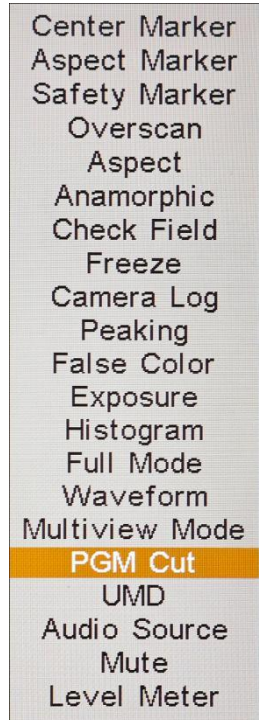 Center Marker
Aspect Marker
Safety Marker
Overscan
Aspect
Anamorphic
Check Field
Freeze
Camera Log
Peaking
False Color
Exposure
Histogram
Full Mode
Waveform
Multiview Mode
PGM Cut
UMD
Audio Source
Mute
Level Meter